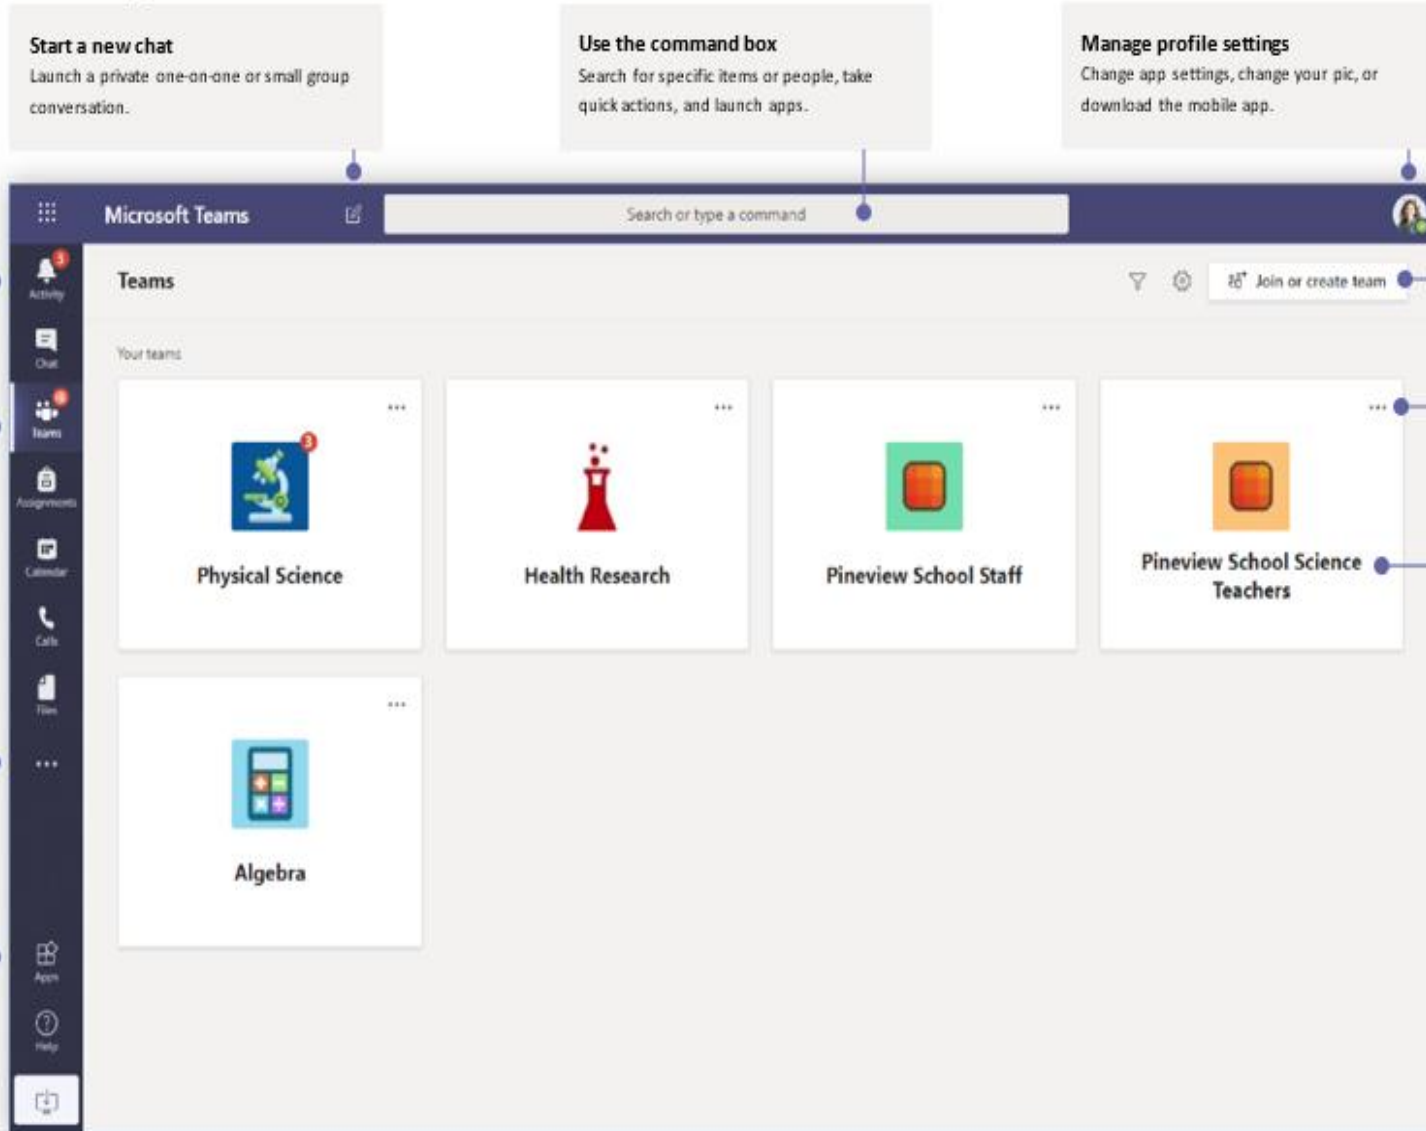 Start a new chat
Launch a private one-on-one or small group
conversation.
Use the command box
Search for specific items or people, take
quick actions, and launch apps.
Manage profile settings
Change app settings, change your pic, or
download the mobile app.
Microsoft Teams
Search or type a command
3
Activity
Chat
Teams
Assignments
Calendar
Calls
Files
Apps
Help
Teams
Join or create team
Your teams
3
Physical Science
Health Research
Pineview School Staff
Pineview School Science
Teachers
Algebra